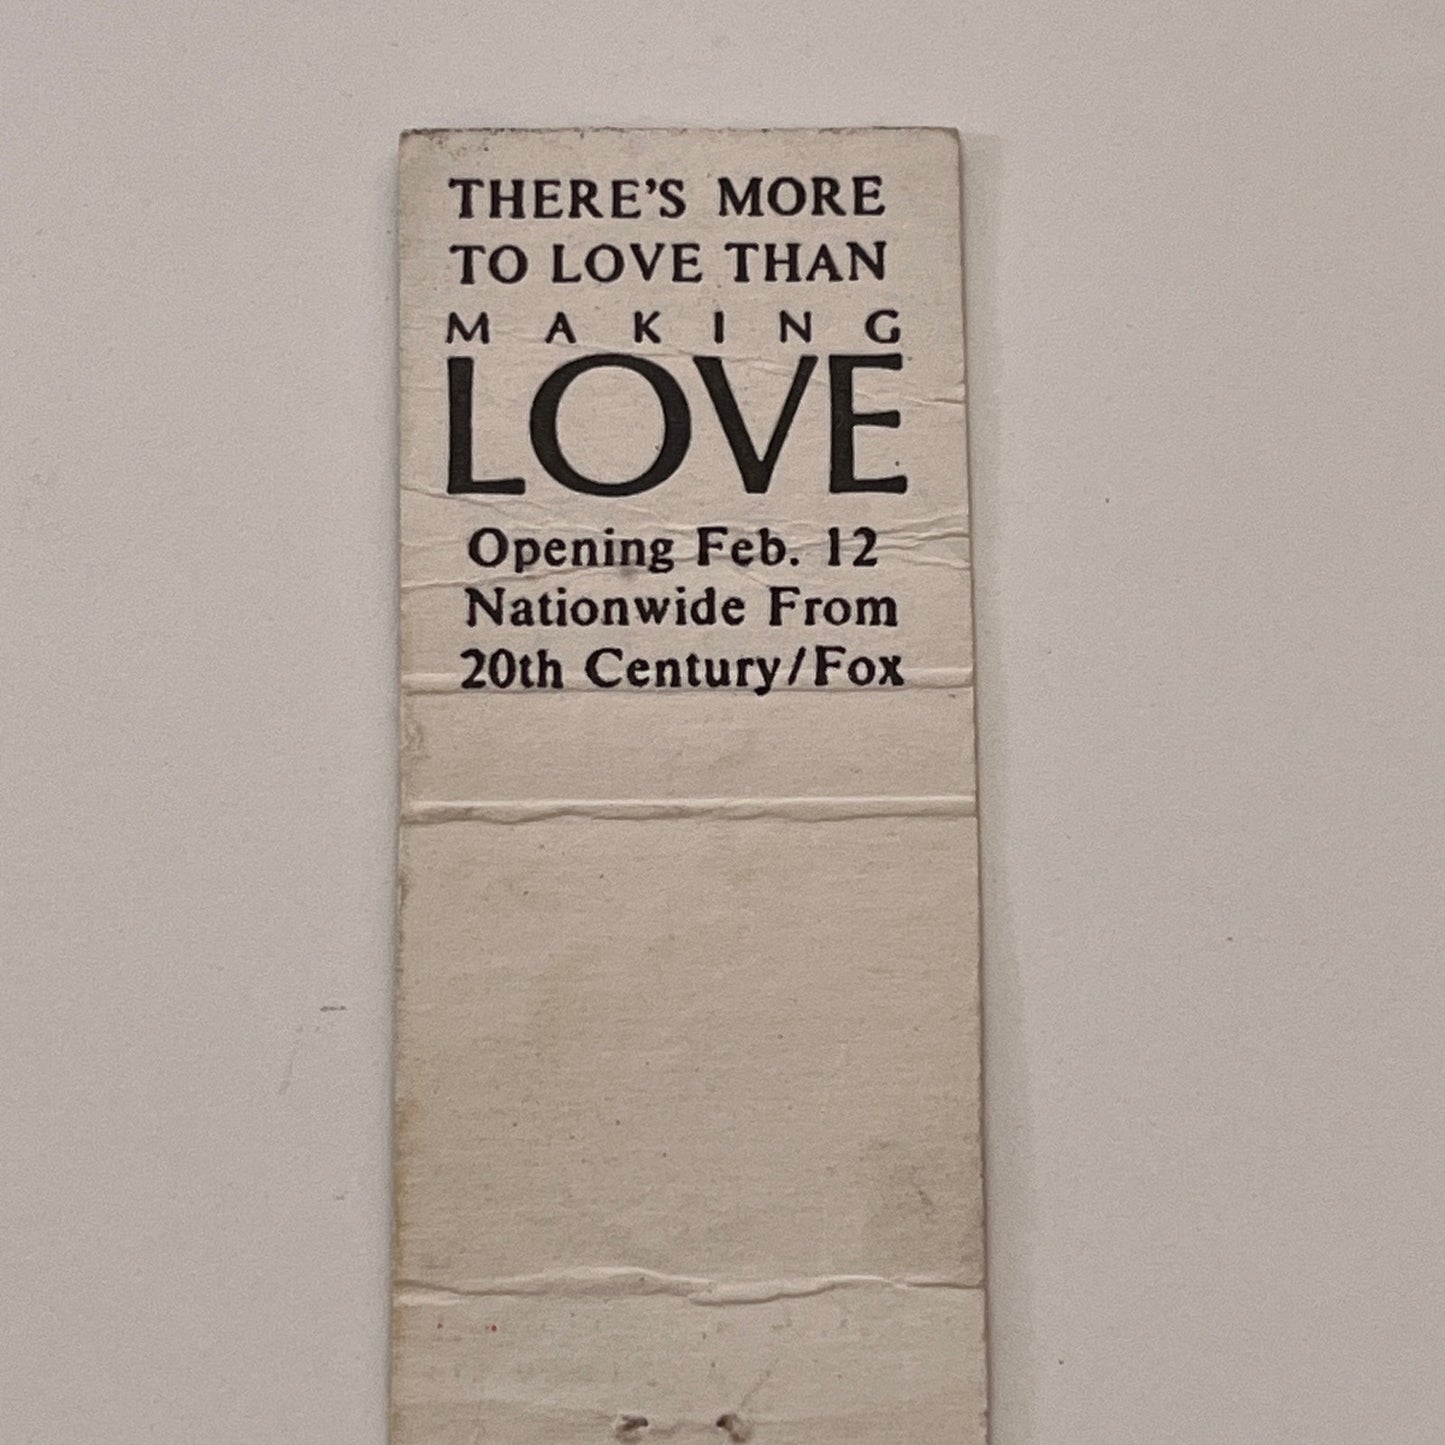 THERE'S MORE
TO LOVE THAN
MAKING
LOVE
Opening Feb. 12
Nationwide From
20th Century/Fox